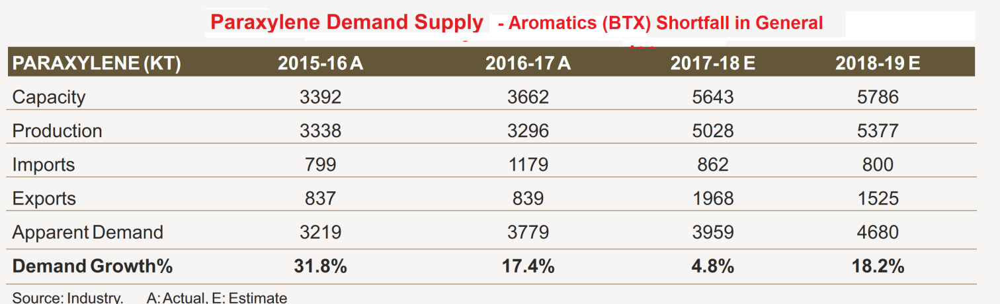 Paraxylene Demand Supply - Aromatics (BTX) Shortfall in General
PARAXYLENE (KT) 2015-16 A 2016-17 A 2017-18 E 2018-19 E
Capacity 3392 3662 5643 5786
Production 3338 3296 5028 5377
Imports 799 1179 862 800
Exports 837 839 1968 1525
Apparent Demand 3219 3779 3959 4680
Demand Growth% 31.8% 17.4% 4.8% 18.2%
Source: Industry. A: Actual, E: Estimate